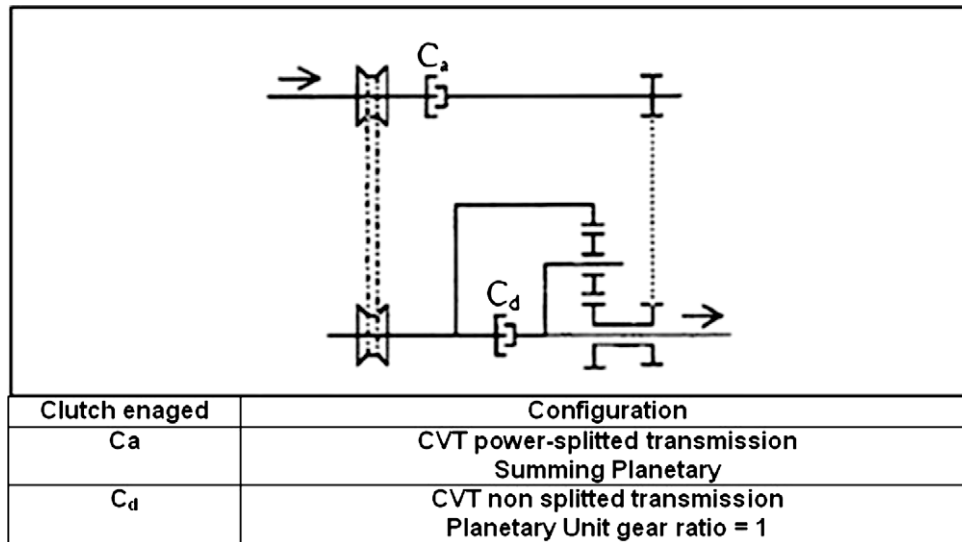 Ca
Cd
Clutch enaged Configuration
Ca CVT power-splitted transmission
Summing Planetary
Cd CVT non splitted transmission
Planetary Unit gear ratio = 1